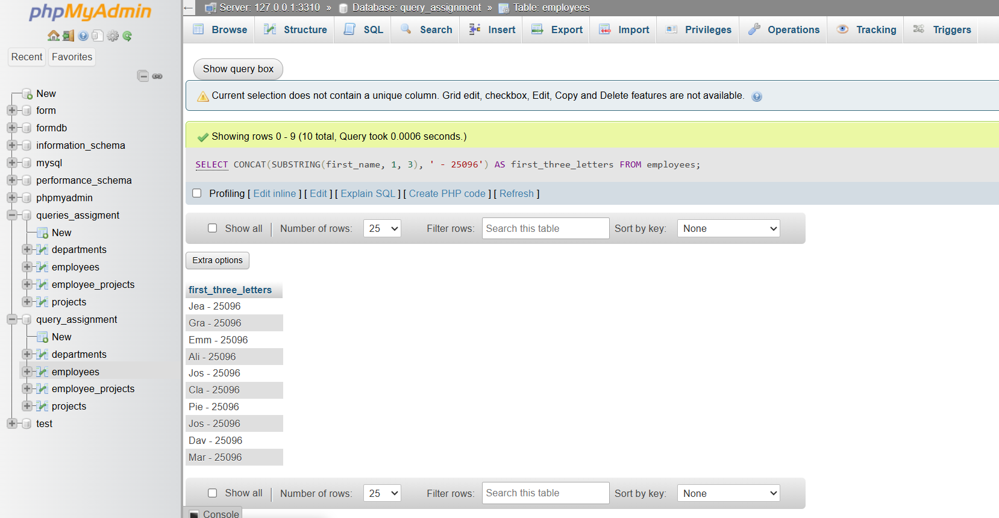 phpMyAdmin
Recent Favorites
New
form
formdb
information_schema
mysql
performance_schema
phpmyadmin
queries_assigment
New
departments
employees
employee_projects
projects
query_assignment
New
departments
employees
employee_projects
projects
test
← Server: 127.0.0.1:3310 » Database: query_assignment » Table: employees
Browse Structure SQL Search Insert Export Import Privileges Operations Tracking Triggers
Show query box
Current selection does not contain a unique column. Grid edit, checkbox, Edit, Copy and Delete features are not available.
Showing rows 0 - 9 (10 total, Query took 0.0006 seconds.)
SELECT CONCAT(SUBSTRING(first_name, 1, 3), ' - 25096') AS first_three_letters FROM employees;
Profiling [ Edit inline ] [ Edit ] [ Explain SQL ] [ Create PHP code ] [ Refresh ]
Show all | Number of rows: 25 Filter rows: Search this table Sort by key: None
Extra options
first_three_letters
Jea - 25096
Gra - 25096
Emm - 25096
Ali - 25096
Jos - 25096
Cla - 25096
Pie - 25096
Jos - 25096
Dav - 25096
Mar - 25096
Show all | Number of rows: 25 Filter rows: Search this table Sort by key: None
Console